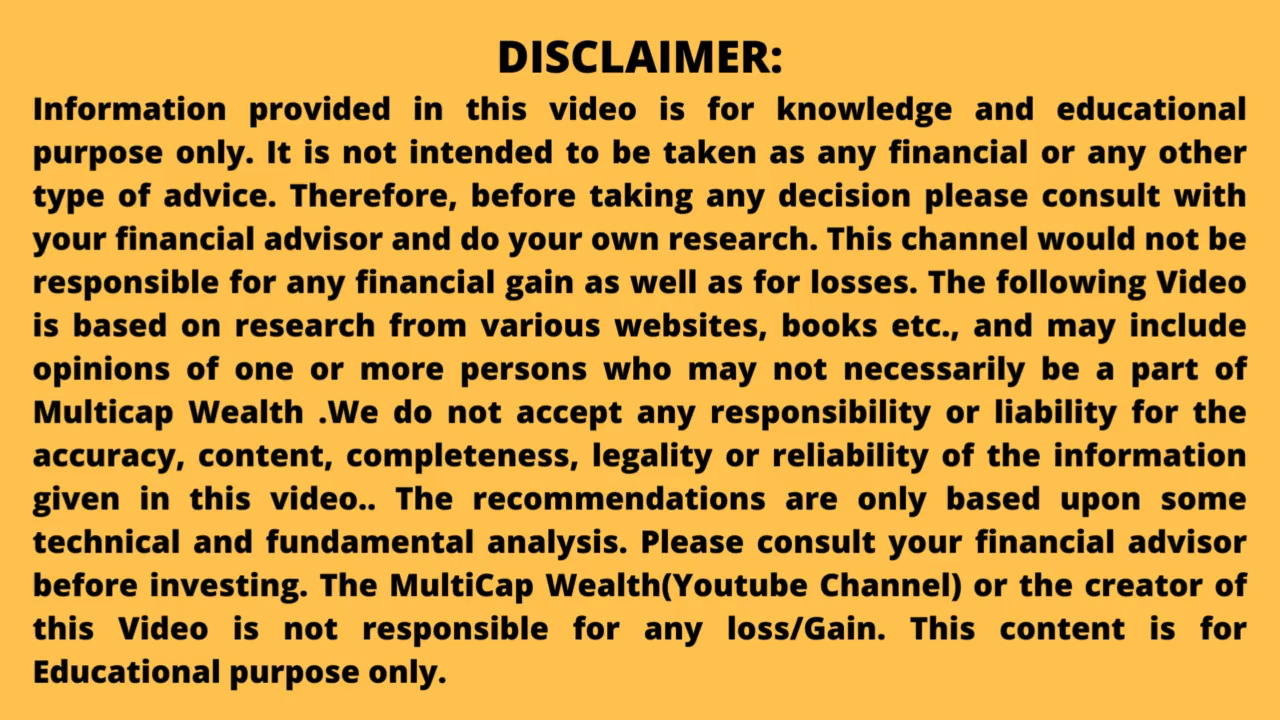 DISCLAIMER:
Information provided in this video is for knowledge and educational
purpose only. It is not intended to be taken as any financial or any other
type of advice. Therefore, before taking any decision please consult with
your financial advisor and do your own research. This channel would not be
responsible for any financial gain as well as for losses. The following Video
is based on research from various websites, books etc., and may include
opinions of one or more persons who may not necessarily be a part of
Multicap Wealth .We do not accept any responsibility or liability for the
accuracy, content, completeness, legality or reliability of the information
given in this video.. The recommendations are only based upon some
technical and fundamental analysis. Please consult your financial advisor
before investing. The MultiCap Wealth(Youtube Channel) or the creator of
this Video is not responsible for any loss/Gain. This content is for
Educational purpose only.